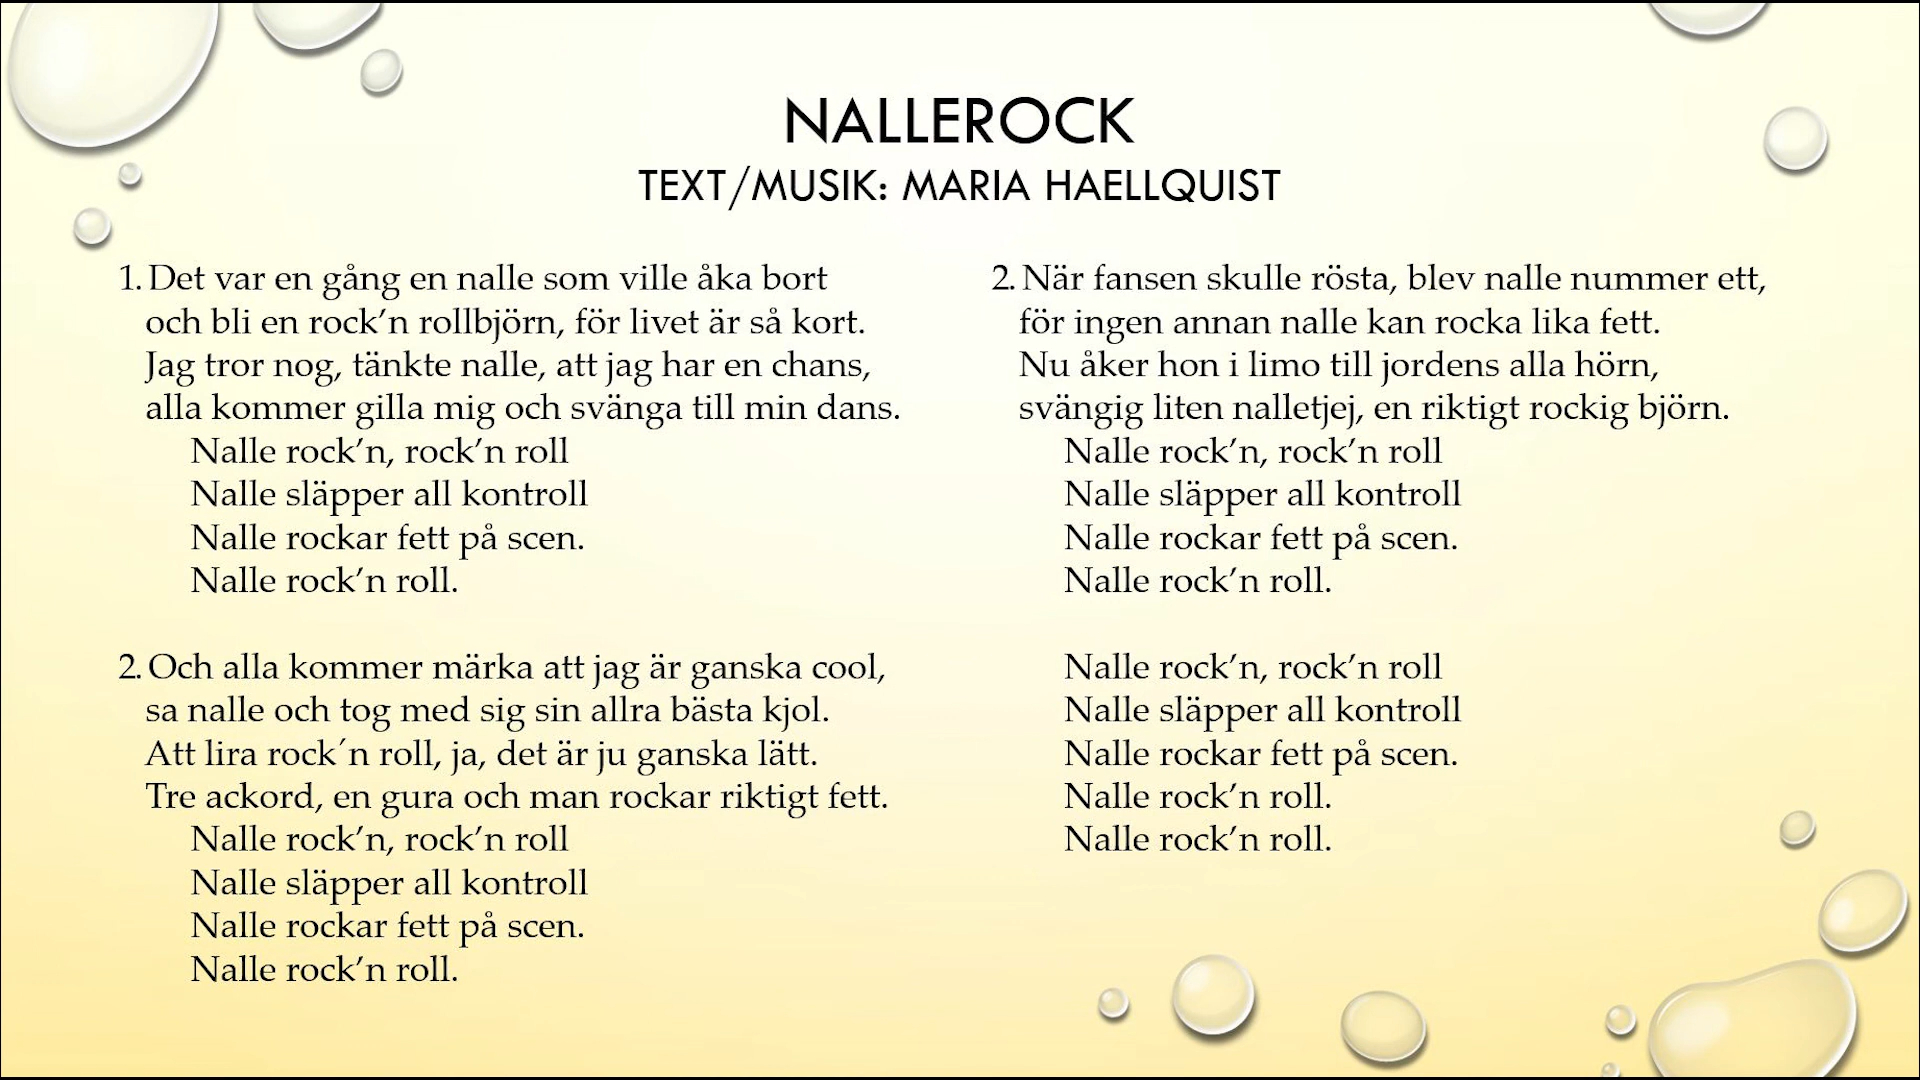 NALLEROCK
TEXT/MUSIK: MARIA HAELLQUIST
1. Det var en gång en nalle som ville åka bort
och bli en rock’n rollbjörn, för livet är så kort.
Jag tror nog, tänkte nalle, att jag har en chans,
alla kommer gilla mig och svänga till min dans.
Nalle rock’n, rock’n roll
Nalle släpper all kontroll
Nalle rockar fett på scen.
Nalle rock’n roll.
2. Och alla kommer märka att jag är ganska cool,
sa nalle och tog med sig sin allra bästa kjol.
Att lira rock´n roll, ja, det är ju ganska lätt.
Tre ackord, en gura och man rockar riktigt fett.
Nalle rock’n, rock’n roll
Nalle släpper all kontroll
Nalle rockar fett på scen.
Nalle rock’n roll.
2. När fansen skulle rösta, blev nalle nummer ett,
för ingen annan nalle kan rocka lika fett.
Nu åker hon i limo till jordens alla hörn,
svängig liten nalletjej, en riktigt rockig björn.
Nalle rock’n, rock’n roll
Nalle släpper all kontroll
Nalle rockar fett på scen.
Nalle rock’n roll.
Nalle rock’n, rock’n roll
Nalle släpper all kontroll
Nalle rockar fett på scen.
Nalle rock’n roll.
Nalle rock’n roll.